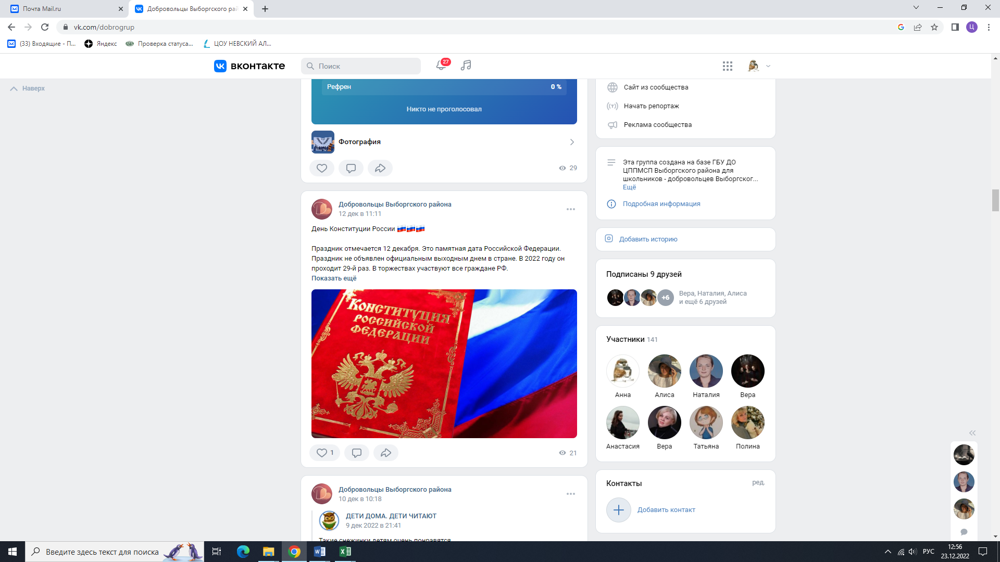 Почта Mail.ru
Добровольцы Выборгского рай
vk.com/dobrogrup
(33) Входящие - П...
Яндекс
Проверка статуса...
ЦОУ НЕВСКИЙ АЛ...
вконтакте
Поиск
27
Наверх
Рефрен
0 %
Никто не проголосовал
Фотография
29
Добровольцы Выборгского района
12 дек в 11:11
День Конституции России
Праздник отмечается 12 декабря. Это памятная дата Российской Федерации.
Праздник не объявлен официальным выходным днем в стране. В 2022 году он
проходит 29-й раз. В торжествах участвуют все граждане РФ.
Показать ещё
КОНСТИТУЦИЯ
РОССИЙСКОЙ
ФЕДЕРАЦИИ
1
21
Добровольцы Выборгского района
10 дек в 10:18
ДЕТИ ДОМА. ДЕТИ ЧИТАЮТ
9 дек 2022 в 21:41
Такие снежинки детям очень понравятся
Сайт из сообщества
Начать репортаж
Реклама сообщества
Эта группа создана на базе ГБУ ДО
ЦППМСП Выборгского района для
школьников - добровольцев Выборгског...
Ещё
Подробная информация
Добавить историю
Подписаны 9 друзей
+6
Вера, Наталия, Алиса
и ещё 6 друзей
Участники 141
Анна
Алиса
Наталия
Вера
Анастасия
Вера
Татьяна
Полина
Контакты
ред.
Добавить контакт
Ц
Введите здесь текст для поиска
РУС
12:56
23.12.2022